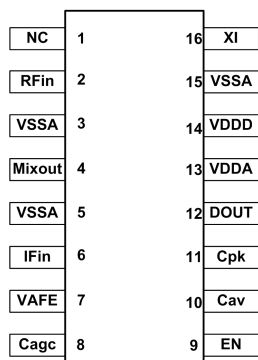 NC 1 16 XI
RFin 2 15 VSSA
VSSA 3 14 VDDD
Mixout 4 13 VDDA
VSSA 5 12 DOUT
IFin 6 11 Cpk
VAFE 7 10 Cav
Cagc 8 9 EN